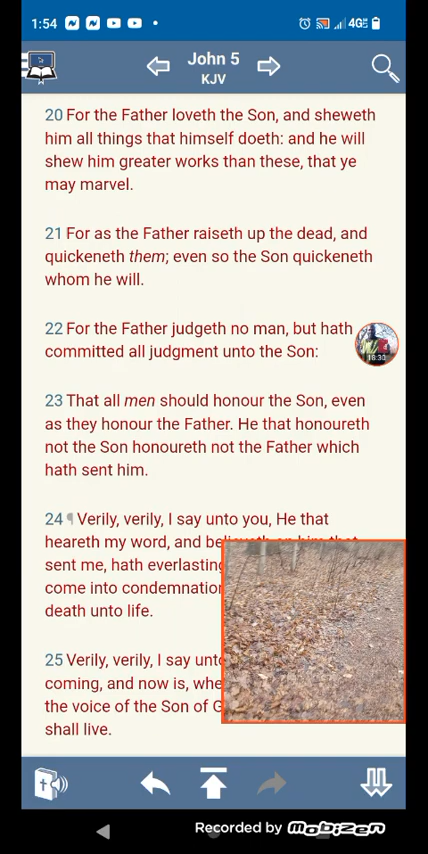 1:54
4G
John 5
KJV
20 For the Father loveth the Son, and sheweth
him all things that himself doeth: and he will
shew him greater works than these, that ye
may marvel.
21 For as the Father raiseth up the dead, and
quickeneth them; even so the Son quickeneth
whom he will.
22 For the Father judgeth no man, but hath
committed all judgment unto the Son:
18:30
23 That all men should honour the Son, even
as they honour the Father. He that honoureth
not the Son honoureth not the Father which
hath sent him.
24 ¶ Verily, verily, I say unto you, He that
heareth my word, and believeth on him that
sent me, hath everlasting
come into condemnation
death unto life.
25 Verily, verily, I say unto
coming, and now is, whe
the voice of the Son of G
shall live.
Recorded by mobizen